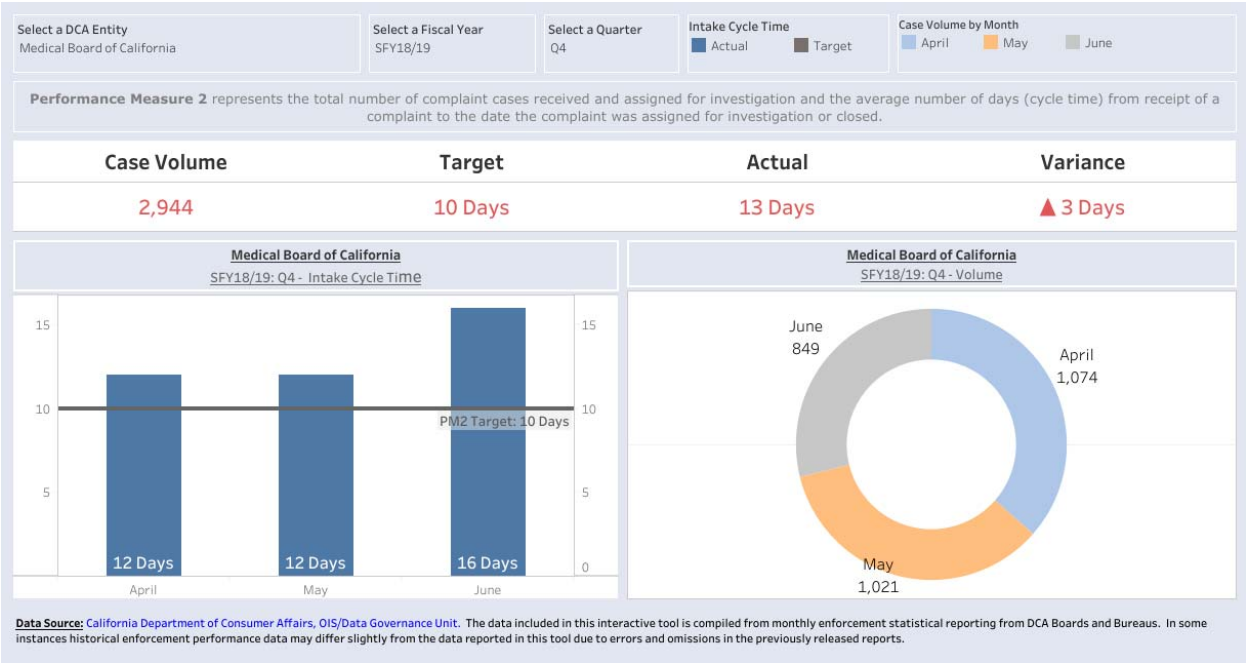 Select a DCA Entity
Medical Board of California
Select a Fiscal Year
SFY18/19
Select a Quarter
Q4
Intake Cycle Time
Actual
Target
Case Volume by Month
April
May
June
Performance Measure 2 represents the total number of complaint cases received and assigned for investigation and the average number of days (cycle time) from receipt of a
complaint to the date the complaint was assigned for investigation or closed.
Case Volume
Target
Actual
Variance
2,944
10 Days
13 Days
▲ 3 Days
Medical Board of California
SFY18/19: Q4 - Intake Cycle Time
15
10
5
15
10
5
0
PM2 Target: 10 Days
12 Days
12 Days
16 Days
April
May
June
Medical Board of California
SFY18/19: Q4 - Volume
June
849
April
1,074
May
1,021
Data Source: California Department of Consumer Affairs, OIS/Data Governance Unit. The data included in this interactive tool is compiled from monthly enforcement statistical reporting from DCA Boards and Bureaus. In some
instances historical enforcement performance data may differ slightly from the data reported in this tool due to errors and omissions in the previously released reports.